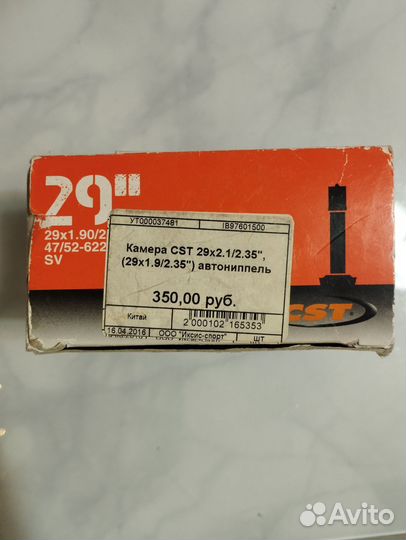 29"
29x1.90/2
47/52-622
SV
УТ000037481 IB97601500
Камера CST 29x2.1/2.35",
(29x1.9/2.35") автониппель
350,00 руб.
Китай
2 000102 165353
16.04.2016 ООО "Иксис-спорт" шт
CST
Avito